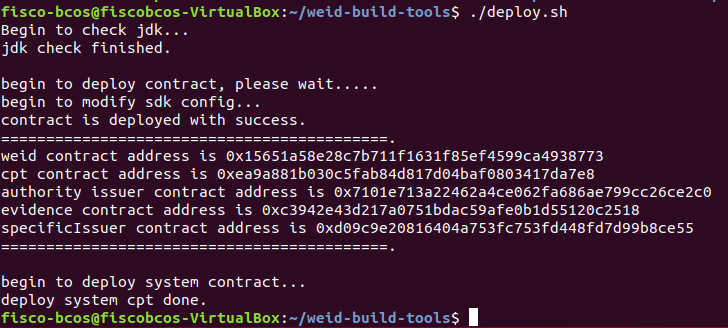 fisco-bcos@fiscobcos-VirtualBox:~/weid-build-tools$ ./deploy.sh
Begin to check jdk...
jdk check finished.
begin to deploy contract, please wait.....
begin to modify sdk config...
contract is deployed with success.
===========================================.
weid contract address is 0x15651a58e28c7b711f1631f85ef4599ca4938773
cpt contract address is 0xea9a881b030c5fab84d817d04baf0803417da7e8
authority issuer contract address is 0x7101e713a22462a4ce062fa686ae799cc26ce2c0
evidence contract address is 0xc3942e43d217a0751bdac59afe0b1d55120c2518
specificIssuer contract address is 0xd09c9e20816404a753fc753fd448fd7d99b8ce55
===========================================.
begin to deploy system contract...
deploy system cpt done.
fisco-bcos@fiscobcos-VirtualBox:~/weid-build-tools$